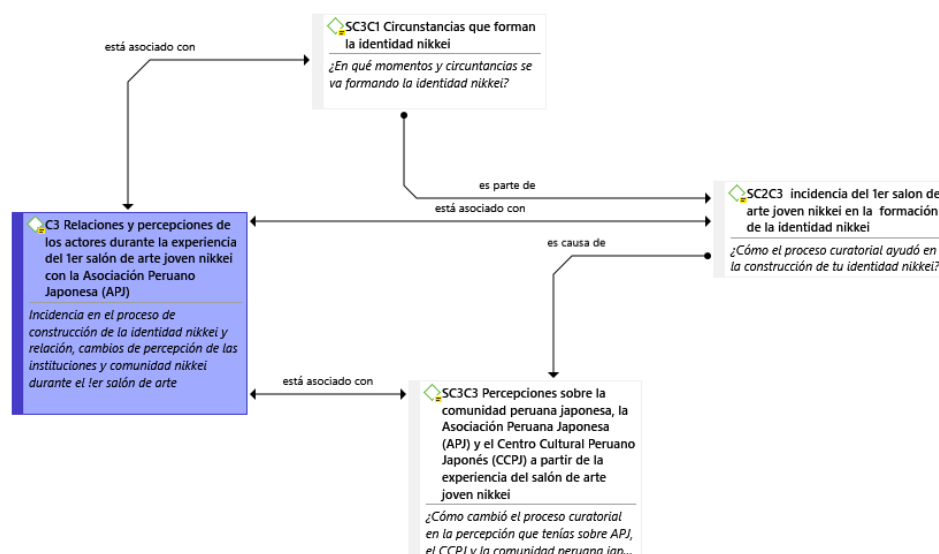 SC3C1 Circunstancias que forman
la identidad nikkei
¿En qué momentos y circuntancias se
va formando la identidad nikkei?
está asociado con
es parte de
está asociado con
es causa de
SC2C3 incidencia del 1er salon de
arte joven nikkei en la formación
de la identidad nikkei
¿Cómo el proceso curatorial ayudó en
la construcción de tu identidad nikkei?
C3 Relaciones y percepciones de
los actores durante la experiencia
del 1er salón de arte joven nikkei
con la Asociación Peruano
Japonesa (APJ)
Incidencia en el proceso de
construcción de la identidad nikkei y
relación, cambios de percepción de las
instituciones y comunidad nikkei
durante el !er salón de arte
está asociado con
SC3C3 Percepciones sobre la
comunidad peruana japonesa, la
Asociación Peruana Japonesa
(APJ) y el Centro Cultural Peruano
Japonés (CCPJ) a partir de la
experiencia del salón de arte
joven nikkei
¿Cómo cambió el proceso curatorial
en la percepción que tenías sobre APJ,
el CCPJ y la comunidad peruana jap...